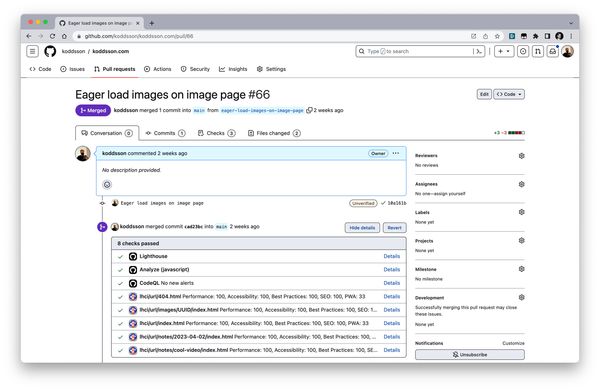 Eager load images on image pa
github.com/koddsson/koddsson.com/pull/66
koddsson / koddsson.com
Type / to search
Code
Issues
Pull requests
Actions
Security
Insights
Settings
Eager load images on image page #66
Edit
Code
Merged
koddsson merged 1 commit into main from eager-load-images-on-image-page 2 weeks ago
Conversation 0
Commits 1
Checks 3
Files changed 2
+3 −3
koddsson commented 2 weeks ago
Owner
No description provided.
Eager load images on image page
Unverified
10a161b
koddsson merged commit cad23bc into main 2 weeks ago
Hide details
Revert
8 checks passed
Lighthouse
Details
Analyze (javascript)
Details
CodeQL No new alerts
Details
lhci/url/404.html Performance: 100, Accessibility: 100, Best Practices: 100, SEO: 100, PWA: 33
Details
lhci/url/images/UUID/index.html Performance: 100, Accessibility: 100, Best Practices: 100, SEO: 1...
Details
lhci/url/index.html Performance: 100, Accessibility: 100, Best Practices: 100, SEO: 100, PWA: 33
Details
lhci/url/notes/2023-04-02/index.html Performance: 100, Accessibility: 100, Best Practices: 100, ...
Details
lhci/url/notes/cool-video/index.html Performance: 100, Accessibility: 100, Best Practices: 100, S...
Details
Reviewers
No reviews
Assignees
No one—assign yourself
Labels
None yet
Projects
None yet
Milestone
No milestone
Development
Successfully merging this pull request may close
these issues.
None yet
Notifications
Customize
Unsubscribe